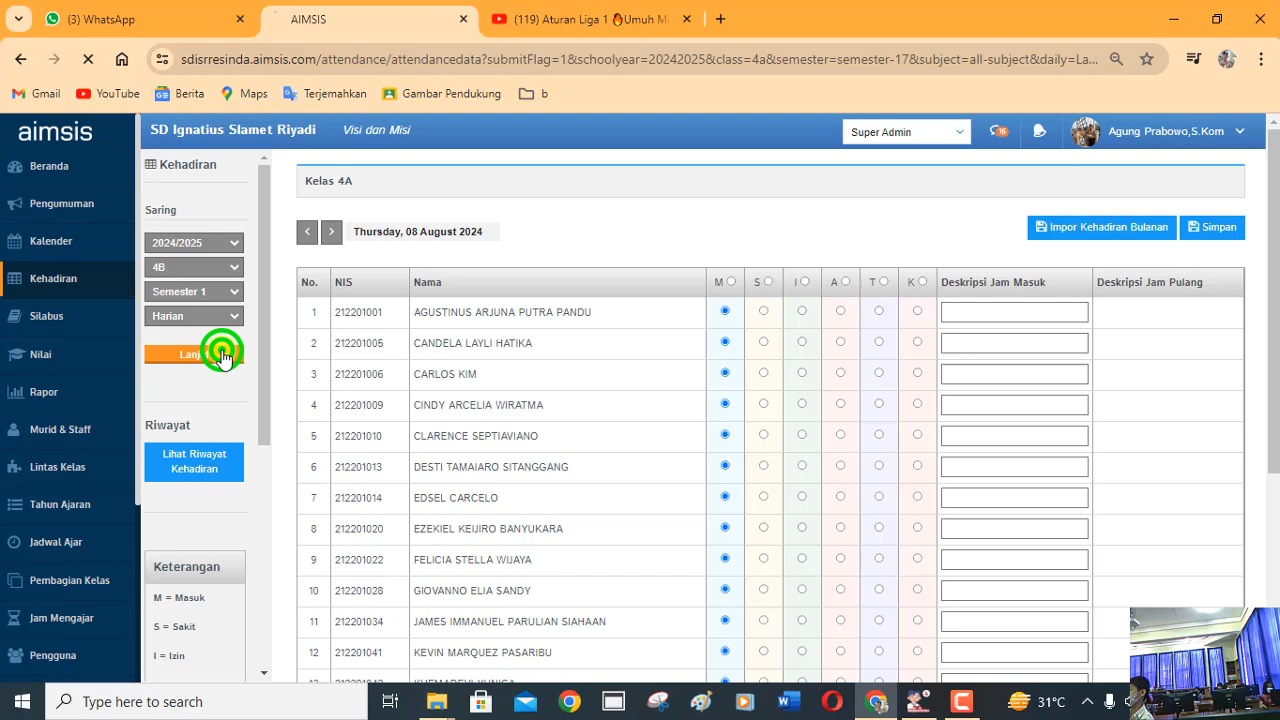 (3) WhatsApp
AIMSIS
(119) Aturan Liga 1 🔥Umuh M
sdisrresinda.aimsis.com/attendance/attendancedata?submitFlag=1&schoolyear=20242025&class=4a&semester=semester-17&subject=all-subject&daily=La...
Gmail
YouTube
Berita
Maps
Terjemahkan
Gambar Pendukung
b
aimsis
SD Ignatius Slamet Riyadi
Visi dan Misi
Super Admin
16
Agung Prabowo,S.Kom
Beranda
Pengumuman
Kalender
Kehadiran
Silabus
Nilai
Rapor
Murid & Staff
Lintas Kelas
Tahun Ajaran
Jadwal Ajar
Pembagian Kelas
Jam Mengajar
Pengguna
Kehadiran
Saring
2024/2025
4B
Semester 1
Harian
Riwayat
Lihat Riwayat
Kehadiran
Keterangan
M = Masuk
S = Sakit
I = Izin
Kelas 4A
Thursday, 08 August 2024
Impor Kehadiran Bulanan
Simpan
No. NIS Nama M S I A T K Deskripsi Jam Masuk Deskripsi Jam Pulang
1 212201001 AGUSTINUS ARJUNA PUTRA PANDU
2 212201005 CANDELA LAYLI HATIKA
3 212201006 CARLOS KIM
4 212201009 CINDY ARCELIA WIRATMA
5 212201010 CLARENCE SEPTIAVIANO
6 212201013 DESTI TAMAIARO SITANGGANG
7 212201014 EDSEL CARCELO
8 212201020 EZEKIEL KEIJIRO BANYUKARA
9 212201022 FELICIA STELLA WIJAYA
10 212201028 GIOVANNO ELIA SANDY
11 212201034 JAMES IMMANUEL PARULIAN SIAHAAN
12 212201041 KEVIN MARQUEZ PASARIBU
Type here to search
31°C